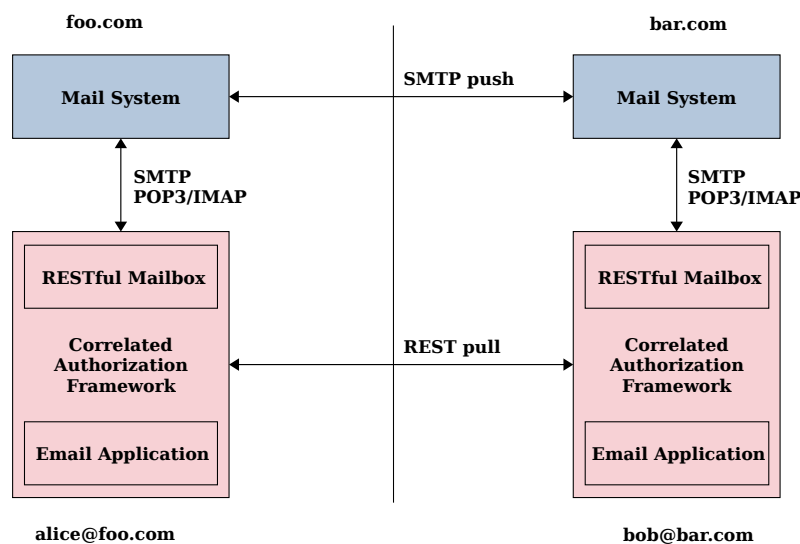 foo.com
bar.com
Mail System
SMTP push
Mail System
SMTP
POP3/IMAP
SMTP
POP3/IMAP
RESTful Mailbox
RESTful Mailbox
Correlated
Authorization
Framework
REST pull
Correlated
Authorization
Framework
Email Application
Email Application
alice@foo.com
bob@bar.com